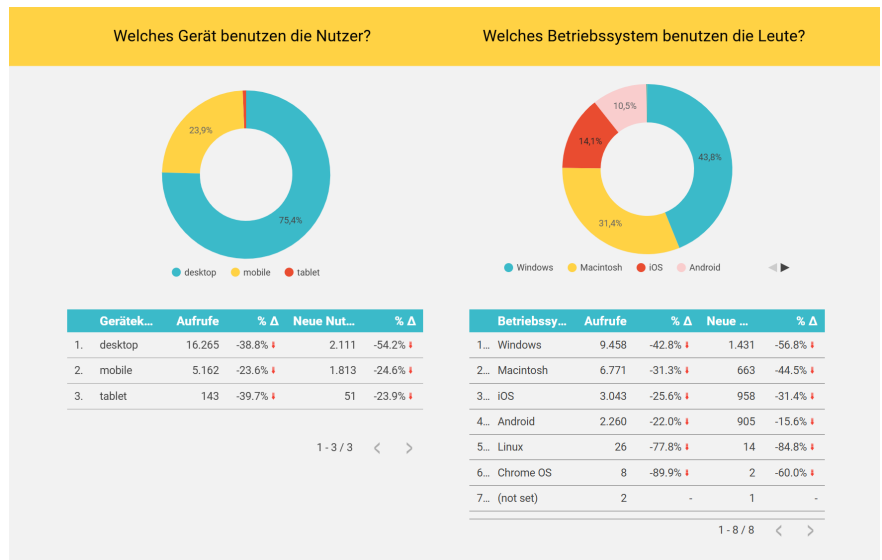 Welches Gerät benutzen die Nutzer?
23,9%
75,4%
desktop mobile tablet
Gerätek... Aufrufe % Δ Neue Nut... % Δ
1. desktop 16.265 -38.8% 2.111 -54.2%
2. mobile 5.162 -23.6% 1.813 -24.6%
3. tablet 143 -39.7% 51 -23.9%
1 - 3 / 3
Welches Betriebssystem benutzen die Leute?
10,5%
14,1%
43,8%
31,4%
Windows Macintosh iOS Android
Betriebssy... Aufrufe % Δ Neue ... % Δ
1... Windows 9.458 -42.8% 1.431 -56.8%
2... Macintosh 6.771 -31.3% 663 -44.5%
3... iOS 3.043 -25.6% 958 -31.4%
4... Android 2.260 -22.0% 905 -15.6%
5... Linux 26 -77.8% 14 -84.8%
6... Chrome OS 8 -89.9% 2 -60.0%
7... (not set) 2 - 1 -
1 - 8 / 8